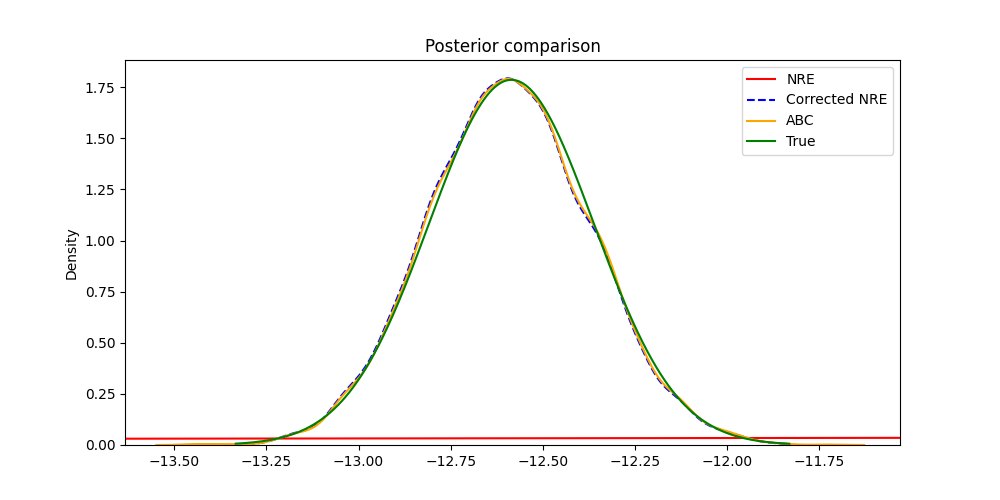 Posterior comparison
NRE
Corrected NRE
ABC
True
Density
1.75
1.50
1.25
1.00
0.75
0.50
0.25
0.00
−13.50 −13.25 −13.00 −12.75 −12.50 −12.25 −12.00 −11.75